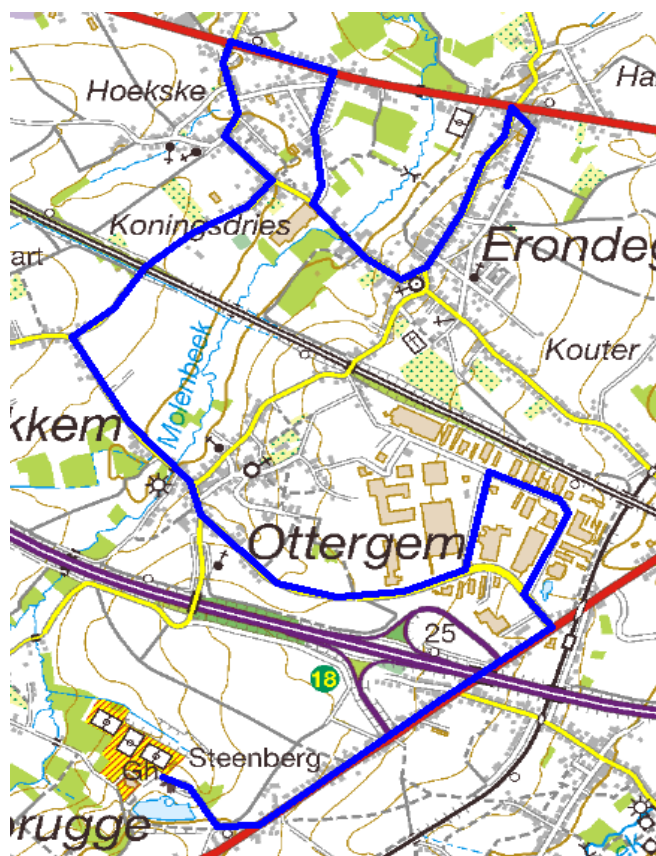 Hoekske
Ha
Koningsdries
Erondeg
art
Kouter
Molenbeek
kkem
Ottergem
25
18
Steenberg
Gh
brugge